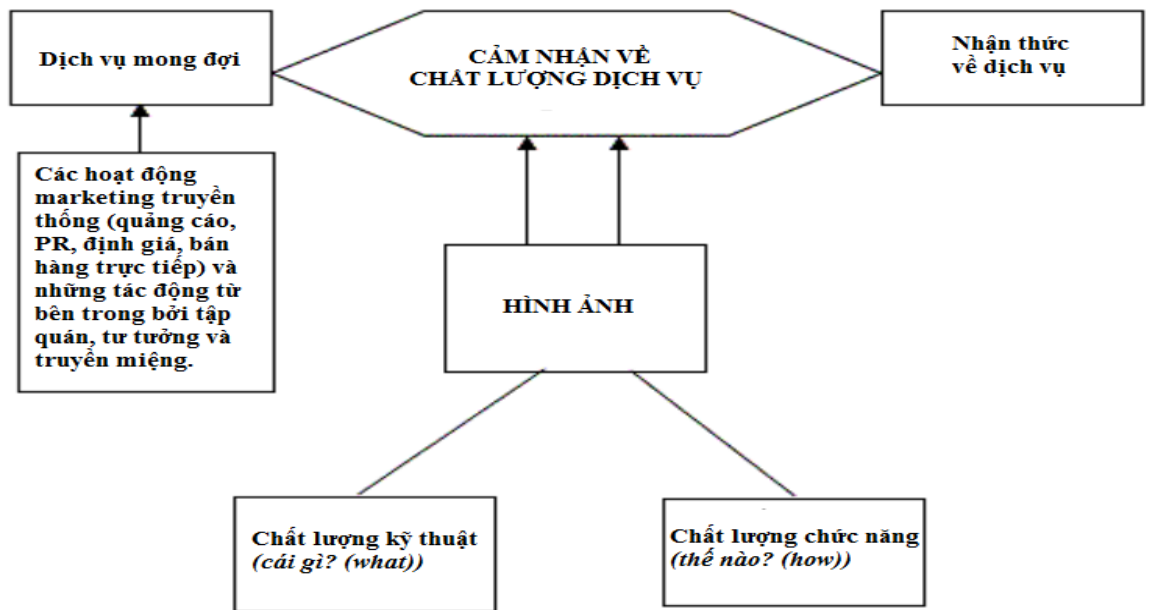 Dịch vụ mong đợi
CẢM NHẬN VỀ
CHẤT LƯỢNG DỊCH VỤ
Nhận thức
về dịch vụ
Các hoạt động
marketing truyền
thống (quảng cáo,
PR, định giá, bán
hàng trực tiếp) và
những tác động từ
bên trong bởi tập
quán, tư tưởng và
truyền miệng.
HÌNH ẢNH
Chất lượng kỹ thuật
(cái gì? (what))
Chất lượng chức năng
(thế nào? (how))